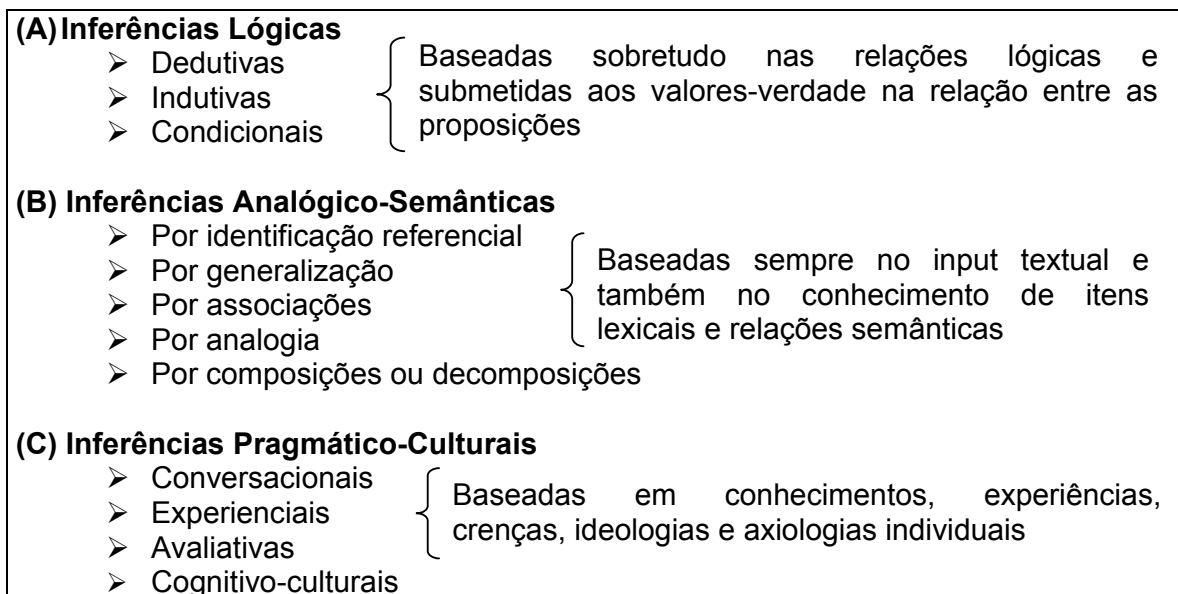 (A) Inferências Lógicas
➢ Dedutivas
➢ Indutivas
➢ Condicionais
Baseadas sobretudo nas relações lógicas e
submetidas aos valores-verdade na relação entre as
proposições
(B) Inferências Analógico-Semânticas
➢ Por identificação referencial
➢ Por generalização
➢ Por associações
➢ Por analogia
➢ Por composições ou decomposições
Baseadas sempre no input textual e
também no conhecimento de itens
lexicais e relações semânticas
(C) Inferências Pragmático-Culturais
➢ Conversacionais
➢ Experienciais
➢ Avaliativas
➢ Cognitivo-culturais
Baseadas em conhecimentos, experiências,
crenças, ideologias e axiologias individuais